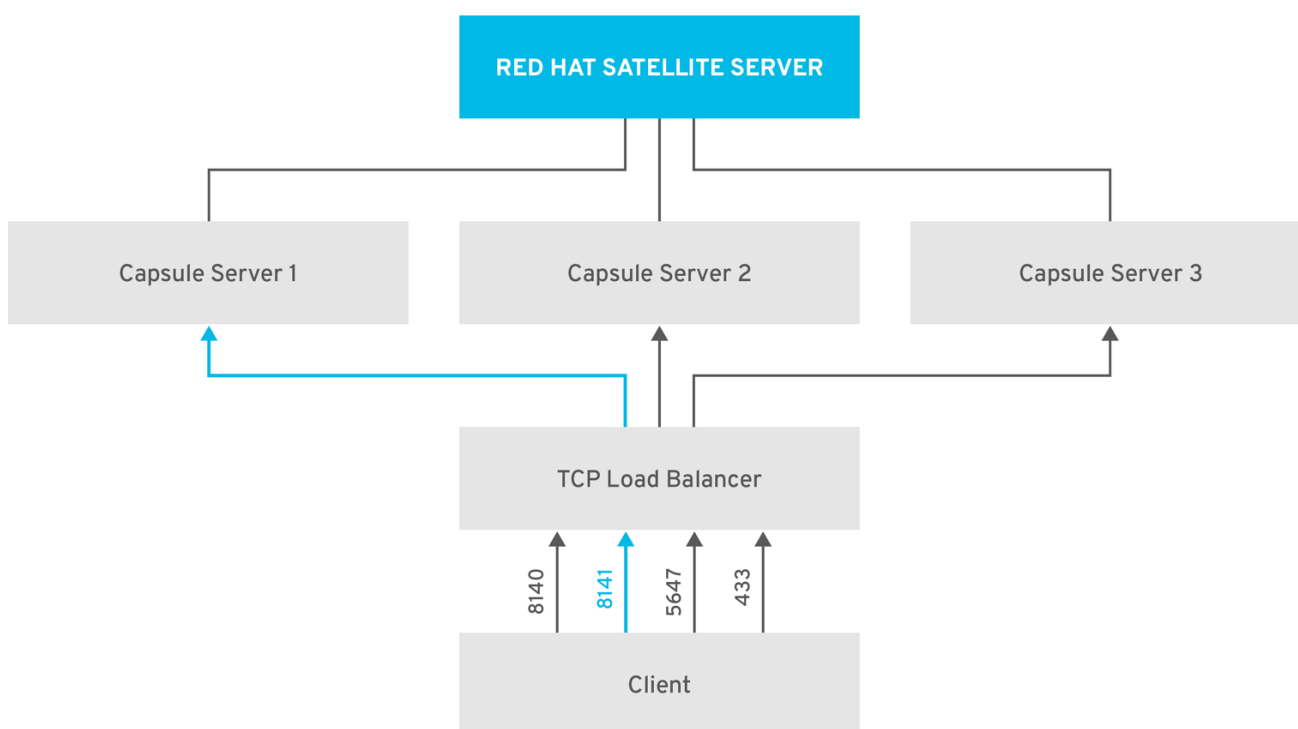 RED HAT SATELLITE SERVER
Capsule Server 1
Capsule Server 2
Capsule Server 3
TCP Load Balancer
8140
8141
5647
433
Client